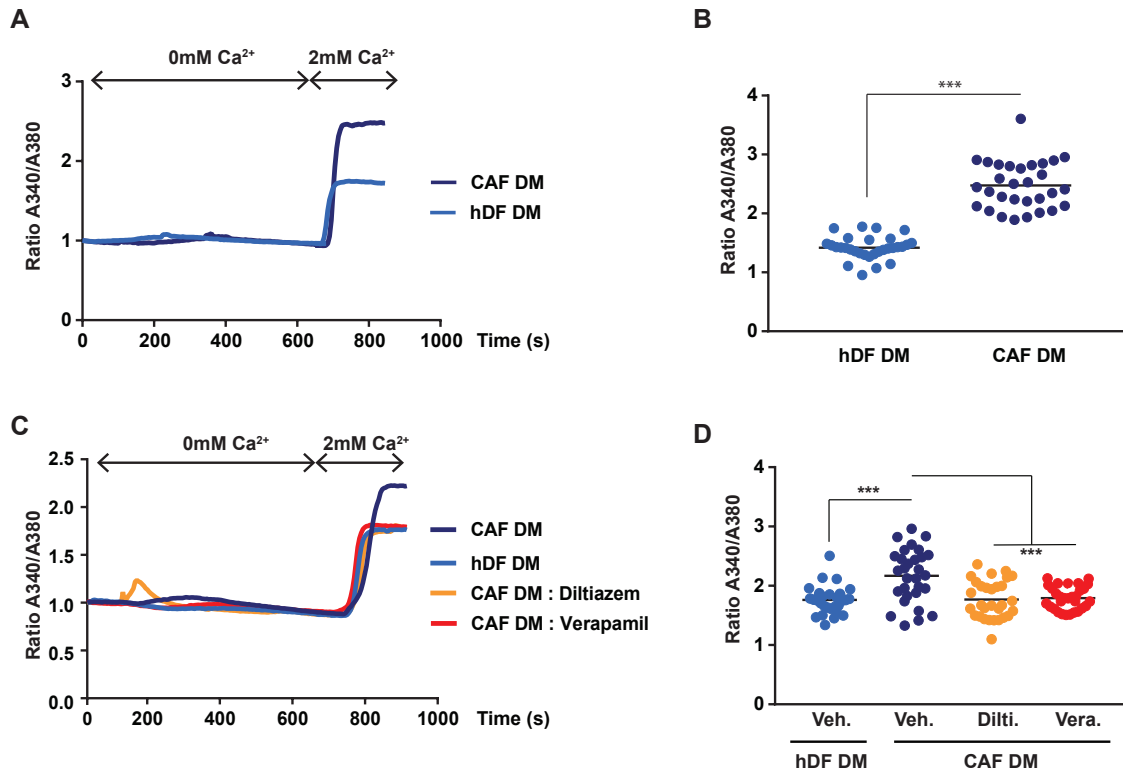 A
0mM Ca²⁺ 2mM Ca²⁺
Ratio A340/A380
3
2
1
0
0 200 400 600 800 1000 Time (s)
CAF DM
hDF DM
B
***
Ratio A340/A380
4
3
2
1
0
hDF DM CAF DM
C
0mM Ca²⁺ 2mM Ca²⁺
Ratio A340/A380
2.5
2.0
1.5
1.0
0.5
0.0
0 200 400 600 800 1000 Time (s)
CAF DM
hDF DM
CAF DM : Diltiazem
CAF DM : Verapamil
D
***
***
Ratio A340/A380
4
3
2
1
0
Veh. Veh. Dilti. Vera.
hDF DM CAF DM